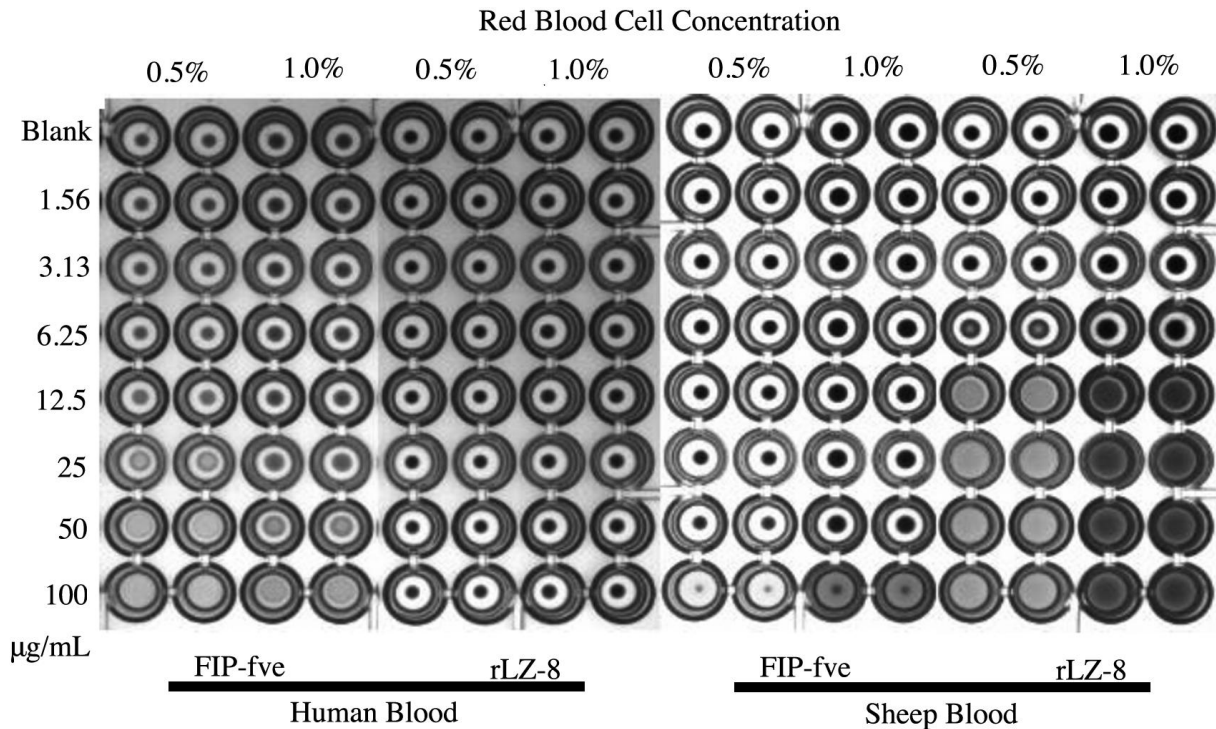 Red Blood Cell Concentration
0.5% 1.0% 0.5% 1.0% 0.5% 1.0% 0.5% 1.0%
Blank
1.56
3.13
6.25
12.5
25
50
100
µg/mL
FIP-fve rLZ-8 FIP-fve rLZ-8
Human Blood Sheep Blood